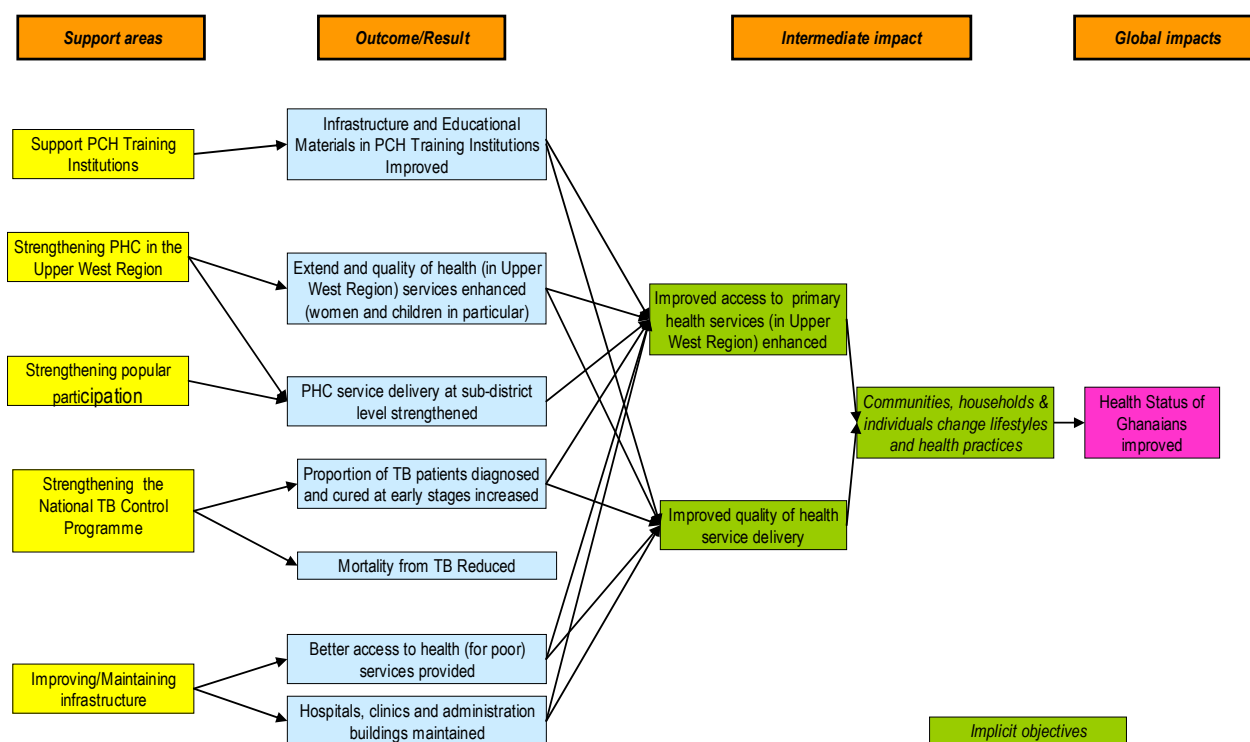 Support areas
Outcome/Result
Intermediate impact
Global impacts
Support PCH Training
Institutions
Infrastructure and Educational
Materials in PCH Training Institutions
Improved
Strengthening PHC in the
Upper West Region
Extend and quality of health (in Upper
West Region) services enhanced
(women and children in particular)
Improved access to primary
health services (in Upper
West Region) enhanced
Strengthening popular
participation
PHC service delivery at sub-district
level strengthened
Communities, households &
individuals change lifestyles
and health practices
Health Status of
Ghanaians
improved
Strengthening the
National TB Control
Programme
Proportion of TB patients diagnosed
and cured at early stages increased
Improved quality of health
service delivery
Mortality from TB Reduced
Improving/Maintaining
infrastructure
Better access to health (for poor)
services provided
Hospitals, clinics and administration
buildings maintained
Implicit objectives